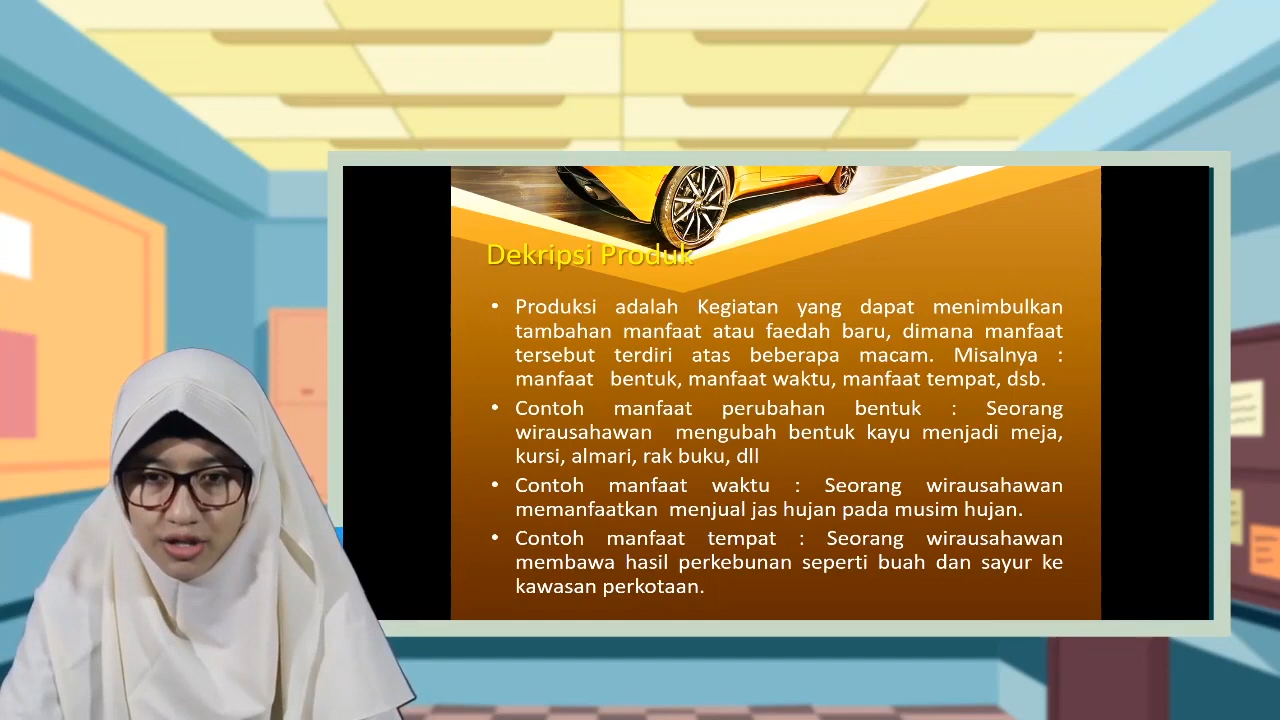 Dekripsi Produk
• Produksi adalah Kegiatan yang dapat menimbulkan
tambahan manfaat atau faedah baru, dimana manfaat
tersebut terdiri atas beberapa macam. Misalnya :
manfaat bentuk, manfaat waktu, manfaat tempat, dsb.
• Contoh manfaat perubahan bentuk : Seorang
wirausahawan mengubah bentuk kayu menjadi meja,
kursi, almari, rak buku, dll
• Contoh manfaat waktu : Seorang wirausahawan
memanfaatkan menjual jas hujan pada musim hujan.
• Contoh manfaat tempat : Seorang wirausahawan
membawa hasil perkebunan seperti buah dan sayur ke
kawasan perkotaan.